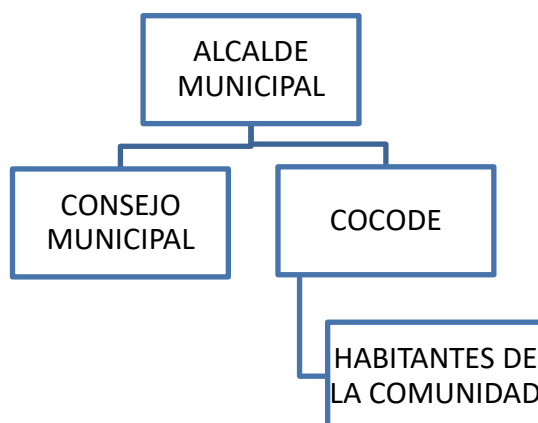 ALCALDE
MUNICIPAL
CONSEJO
MUNICIPAL
COCODE
HABITANTES DE
LA COMUNIDAD